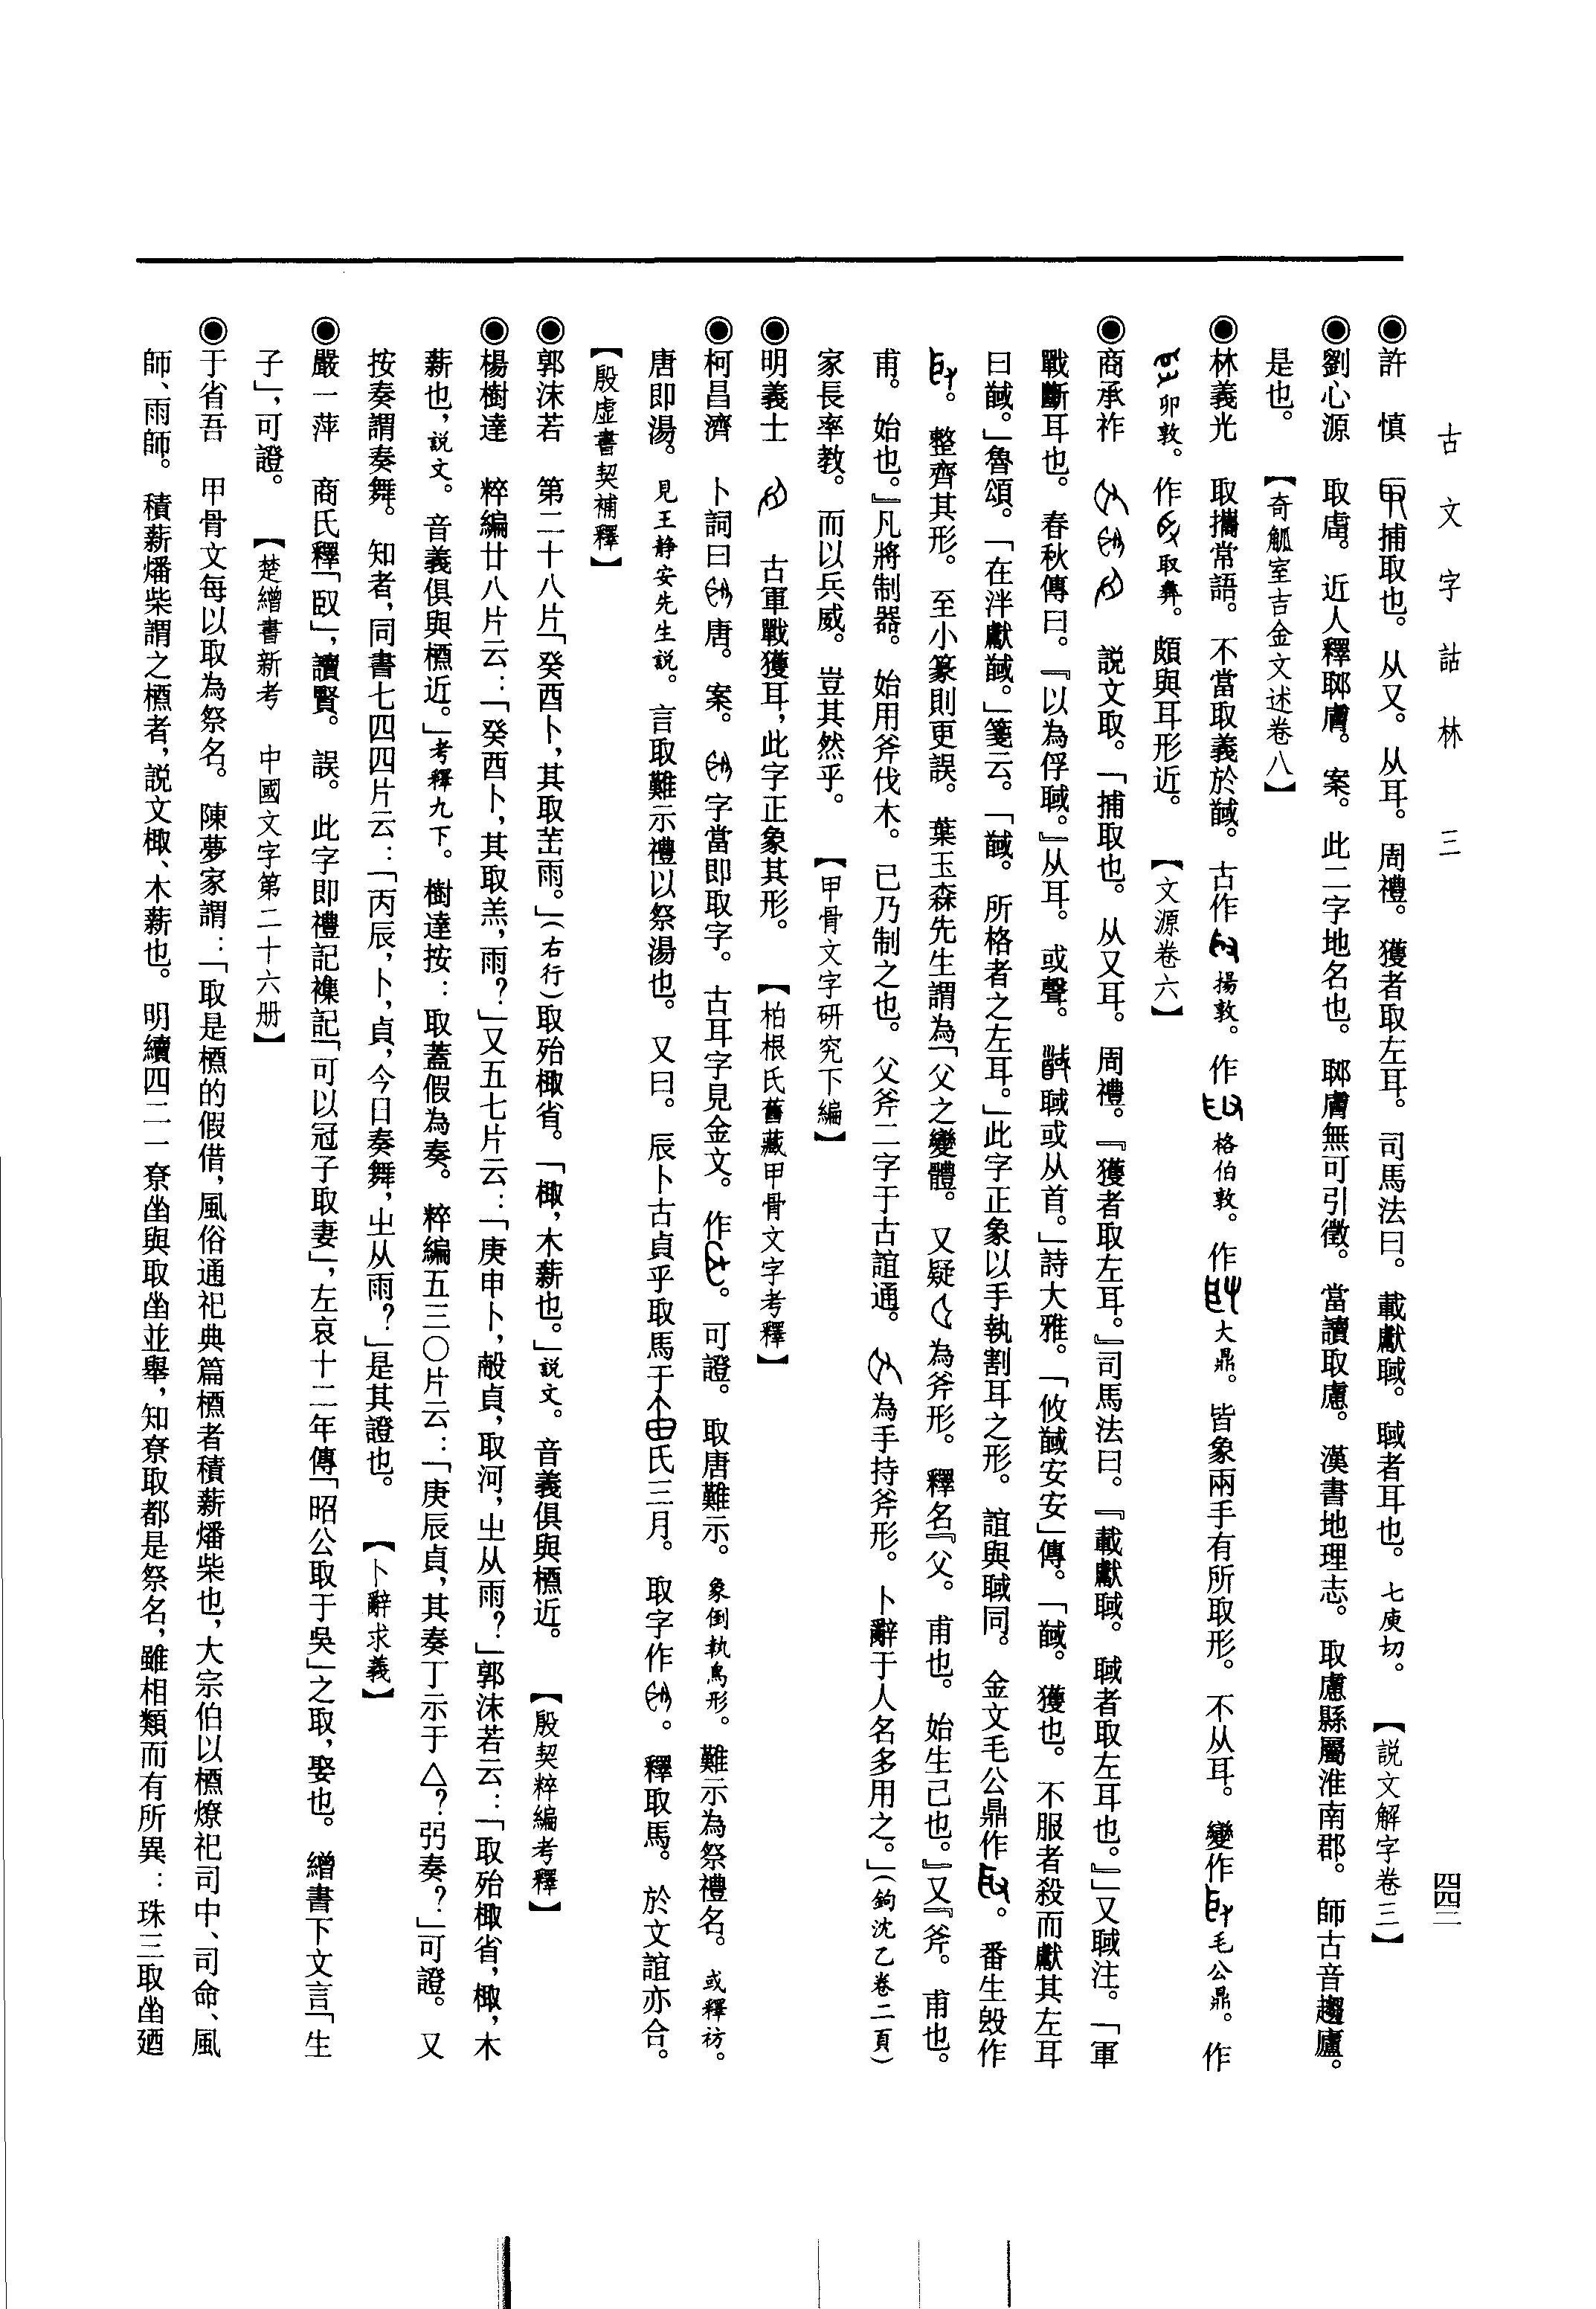 古文字詁林　三　四四二
◉許　慎　捕取也。从又。从耳。周禮。獲者取左耳。司馬法曰。載獻聝。聝者耳也。七庾切。【説文解字卷三】
◉劉心源　取𧆨。近人釋郰膚。案。此二字地名也。郰膚無可引徵。當讀取慮。漢書地理志。取慮縣屬淮南郡。師古音趨廬。
是也。【奇觚室吉金文述卷八】
◉林義光　取攜常語。不當取義於馘。古作揚敦。作格伯敦。作大鼎。皆象兩手有所取形。不从耳。變作毛公鼎。作
卯敦。作取彝。頗與耳形近。【文源卷六】
◉商承祚　説文取。「捕取也。从又耳。周禮。『獲者取左耳。』司馬法曰。『載獻聝。聝者取左耳也。』」又聝注。「軍
戰斷耳也。春秋傳曰。『以為俘聝。』从耳。或聲。聝或从首。」詩大雅。「攸馘安安」傳。「馘。獲也。不服者殺而獻其左耳
曰馘。」魯頌。「在泮獻馘。」箋云。「馘。所格者之左耳。」此字正象以手執割耳之形。誼與聝同。金文毛公鼎作。番生𣪘作
。整齊其形。至小篆則更誤。葉玉森先生謂為「父之變體。又疑為斧形。釋名『父。甫也。始生己也。』又『斧。甫也。
甫。始也。』凡將制器。始用斧伐木。已乃制之也。父斧二字于古誼通。為手持斧形。卜辭于人名多用之。」（鉤沈乙卷二頁）
家長率教。而以兵威。豈其然乎。【甲骨文字研究下編】
◉明義士　古軍戰獲耳，此字正象其形。【柏根氏舊藏甲骨文字考釋】
◉柯昌濟　卜詞曰唐。案。字當即取字。古耳字見金文。作。可證。取唐難示。象倒執鳥形。難示為祭禮名。或釋祊。
唐即湯。見王静安先生説。言取難示禮以祭湯也。又曰。辰卜古貞乎取馬于氏三月。取字作。釋取馬。於文誼亦合。
【殷虚書契補釋】
◉郭沫若　第二十八片「癸酉卜，其取雨。」（右行）取殆棷省。「棷，木薪也。」説文。音義俱與槱近。【殷契粹編考釋】
◉楊樹達　粹編廿八片云：「癸酉卜，其取羔，雨？」又五七片云：「庚申卜，㱿貞，取河，㞢从雨？」郭沫若云：「取殆棷省，棷，木
薪也，説文。音義俱與槱近。」考釋九下。樹達按：取蓋假為奏。粹編五三〇片云：「庚辰貞，其奏丁示于△？弜奏？」可證。又
按奏謂奏舞。知者，同書七四四片云：「丙辰，卜，貞，今日奏舞，㞢从雨？」是其證也。【卜辭求義】
◉嚴一萍　商氏釋「臤」，讀賢。誤。此字即禮記襍記「可以冠子取妻」，左哀十二年傳「昭公取于吳」之取，娶也。繒書下文言「生
子」，可證。【楚繒書新考　中國文字第二十六册】
◉于省吾　甲骨文每以取為祭名。陳夢家謂：「取是槱的假借，風俗通祀典篇槱者積薪燔柴也，大宗伯以槱燎祀司中、司命、風
師、雨師。積薪燔柴謂之槱者，説文棷、木薪也。明續四二一尞㞢與取㞢並舉，知尞取都是祭名，雖相類而有所異：珠三取㞢廼